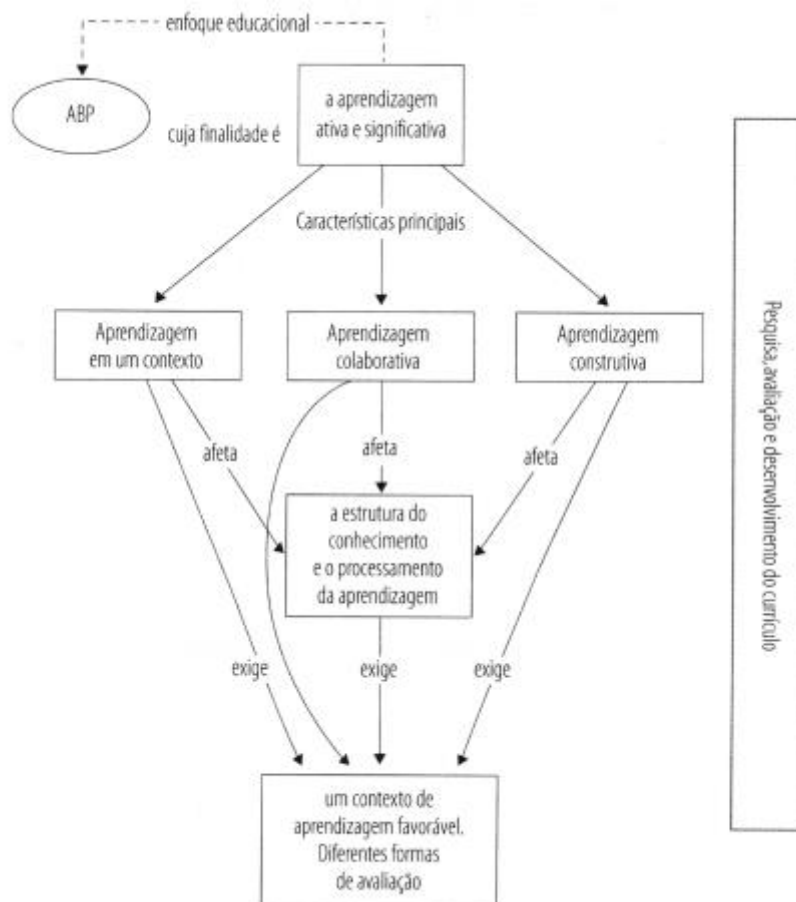 enfoque educacional
ABP
cuja finalidade é
a aprendizagem
ativa e significativa
Características principais
Aprendizagem
em um contexto
Aprendizagem
colaborativa
Aprendizagem
construtiva
afeta
afeta
afeta
a estrutura do
conhecimento
e o processamento
da aprendizagem
exige
exige
exige
um contexto de
aprendizagem favorável.
Diferentes formas
de avaliação
Pesquisa, avaliação e desenvolvimento do currículo